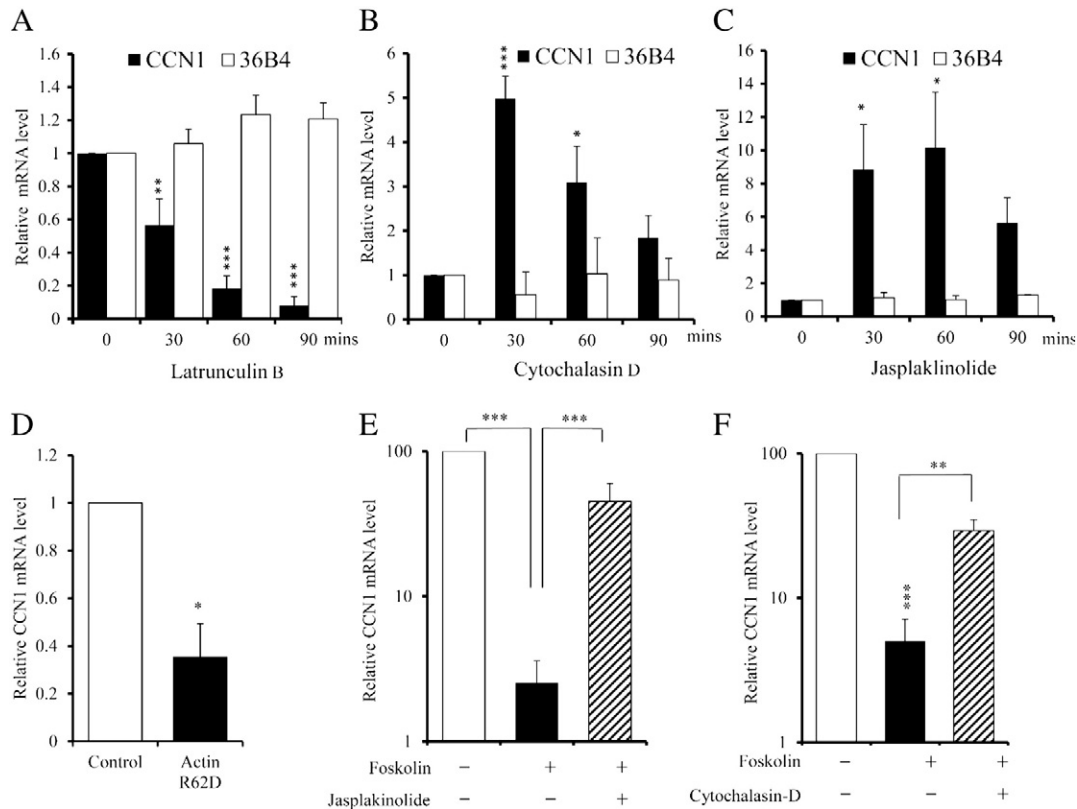 A
CCN1 36B4
Relative mRNA level
1.6
1.4
1.2
1
0.8
0.6
0.4
0.2
0
**
***
***
0 30 60 90 mins
Latrunculin B
B
CCN1 36B4
Relative mRNA level
6
5
4
3
2
1
0
***
*
0 30 60 90 mins
Cytochalasin D
C
CCN1 36B4
Relative mRNA level
16
14
12
10
8
6
4
2
0
*
*
0 30 60 90 mins
Jasplaklinolide
D
Relative CCN1 mRNA level
1.2
1
0.8
0.6
0.4
0.2
0
*
Control Actin
R62D
E
Relative CCN1 mRNA level
100
10
1
*** ***
Foskolin − + +
Jasplakinolide +
F
Relative CCN1 mRNA level
100
10
1
**
***
Foskolin − + +
Cytochalasin-D +